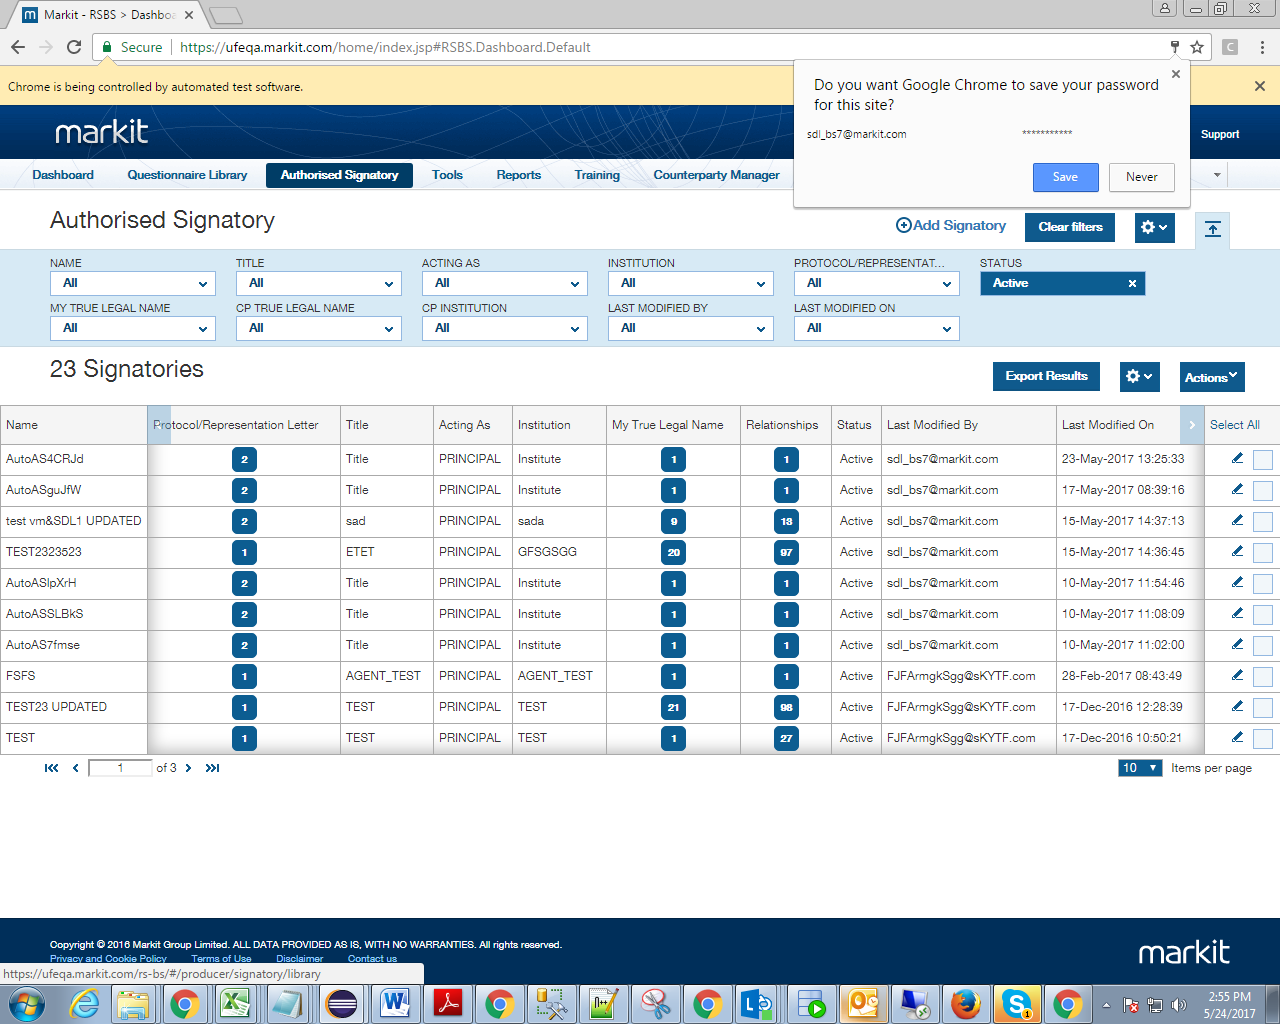 Markit - RSBS > Dashboa
Secure https://ufeqa.markit.com/home/index.jsp#RSBS.Dashboard.Default
Chrome is being controlled by automated test software.
Do you want Google Chrome to save your password
for this site?
sdl_bs7@markit.com ***********
Save Never
markit
Support
Dashboard Questionnaire Library Authorised Signatory Tools Reports Training Counterparty Manager
Authorised Signatory
Add Signatory Clear filters
NAME TITLE ACTING AS INSTITUTION PROTOCOL/REPRESENTAT... STATUS
All All All All All Active
MY TRUE LEGAL NAME CP TRUE LEGAL NAME CP INSTITUTION LAST MODIFIED BY LAST MODIFIED ON
All All All All All
23 Signatories
Export Results Actions
Name Protocol/Representation Letter Title Acting As Institution My True Legal Name Relationships Status Last Modified By Last Modified On Select All
AutoAS4CRJd 2 Title PRINCIPAL Institute 1 1 Active sdl_bs7@markit.com 23-May-2017 13:25:33
AutoASguJfW 2 Title PRINCIPAL Institute 1 1 Active sdl_bs7@markit.com 17-May-2017 08:39:16
test vm&SDL1 UPDATED 2 sad PRINCIPAL sada 9 18 Active sdl_bs7@markit.com 15-May-2017 14:37:13
TEST2323523 1 ETET PRINCIPAL GFSGSGG 20 97 Active sdl_bs7@markit.com 15-May-2017 14:36:45
AutoASlpXrH 2 Title PRINCIPAL Institute 1 1 Active sdl_bs7@markit.com 10-May-2017 11:54:46
AutoASSLBkS 2 Title PRINCIPAL Institute 1 1 Active sdl_bs7@markit.com 10-May-2017 11:08:09
AutoAS7fmse 2 Title PRINCIPAL Institute 1 1 Active sdl_bs7@markit.com 10-May-2017 11:02:00
FSFS 1 AGENT_TEST PRINCIPAL AGENT_TEST 1 1 Active FJFArmgkSgg@sKYTF.com 28-Feb-2017 08:43:49
TEST23 UPDATED 1 TEST PRINCIPAL TEST 21 98 Active FJFArmgkSgg@sKYTF.com 17-Dec-2016 12:28:39
TEST 1 TEST PRINCIPAL TEST 1 27 Active FJFArmgkSgg@sKYTF.com 17-Dec-2016 10:50:21
1 of 3 10 Items per page
Copyright © 2016 Markit Group Limited. ALL DATA PROVIDED AS IS, WITH NO WARRANTIES. All rights reserved.
Privacy and Cookie Policy Terms of Use Disclaimer Contact us
markit
https://ufeqa.markit.com/rs-bs/#/producer/signatory/library
2:55 PM
5/24/2017